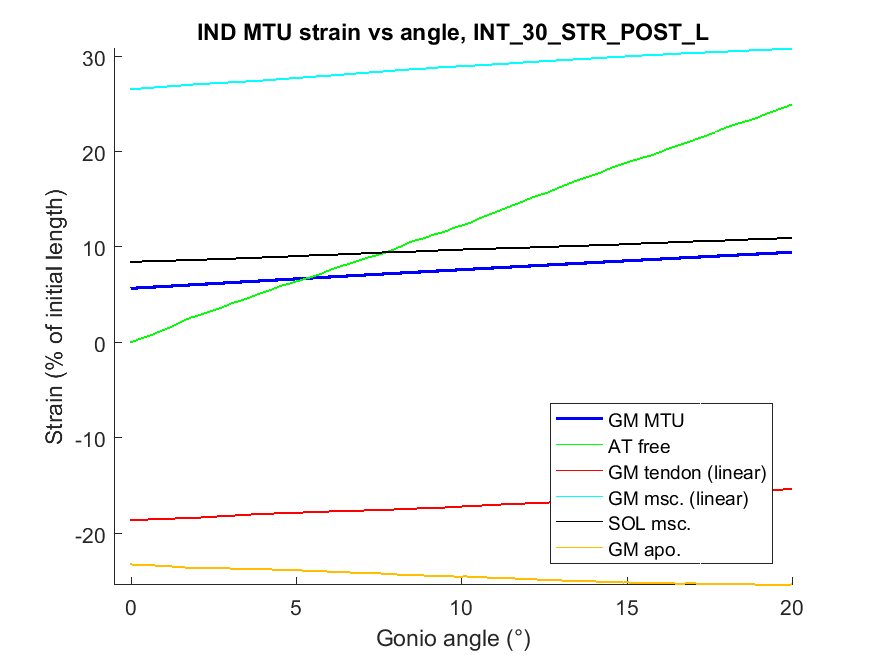 IND MTU strain vs angle, INT_30_STR_POST_L
Strain (% of initial length)
30
20
10
0
-10
-20
GM MTU
AT free
GM tendon (linear)
GM msc. (linear)
SOL msc.
GM apo.
0
5
10
15
20
Gonio angle (°)